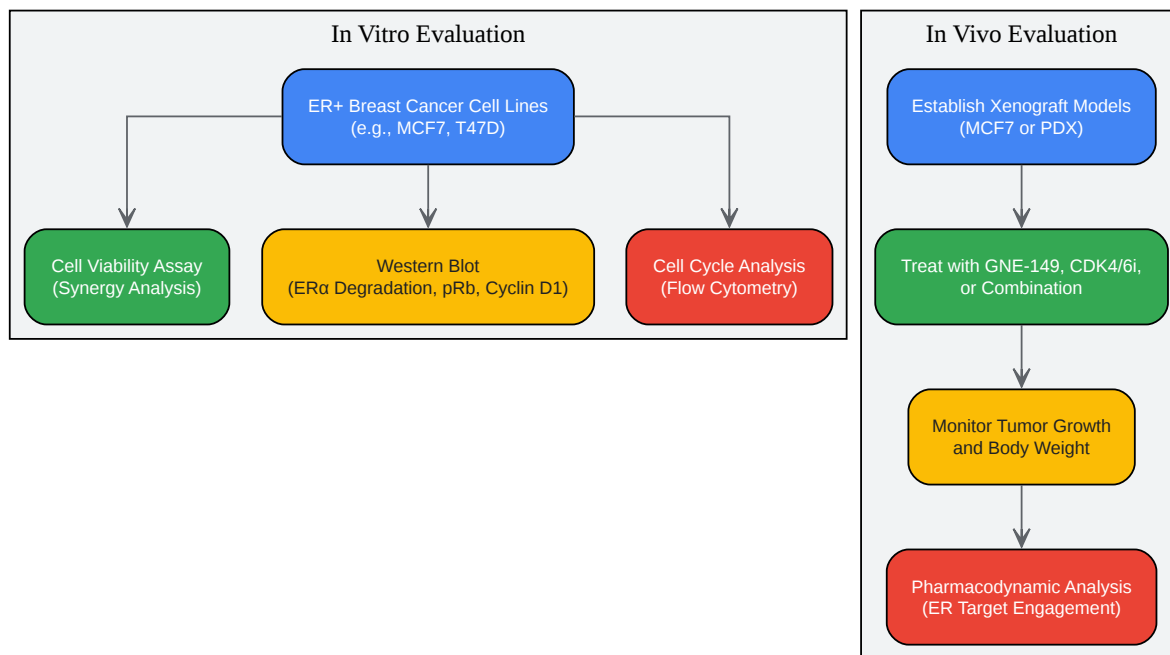 In Vitro Evaluation
ER+ Breast Cancer Cell Lines
(e.g., MCF7, T47D)
Cell Viability Assay
(Synergy Analysis)
Western Blot
(ERα Degradation, pRb, Cyclin D1)
Cell Cycle Analysis
(Flow Cytometry)
In Vivo Evaluation
Establish Xenograft Models
(MCF7 or PDX)
Treat with GNE-149, CDK4/6i,
or Combination
Monitor Tumor Growth
and Body Weight
Pharmacodynamic Analysis
(ER Target Engagement)